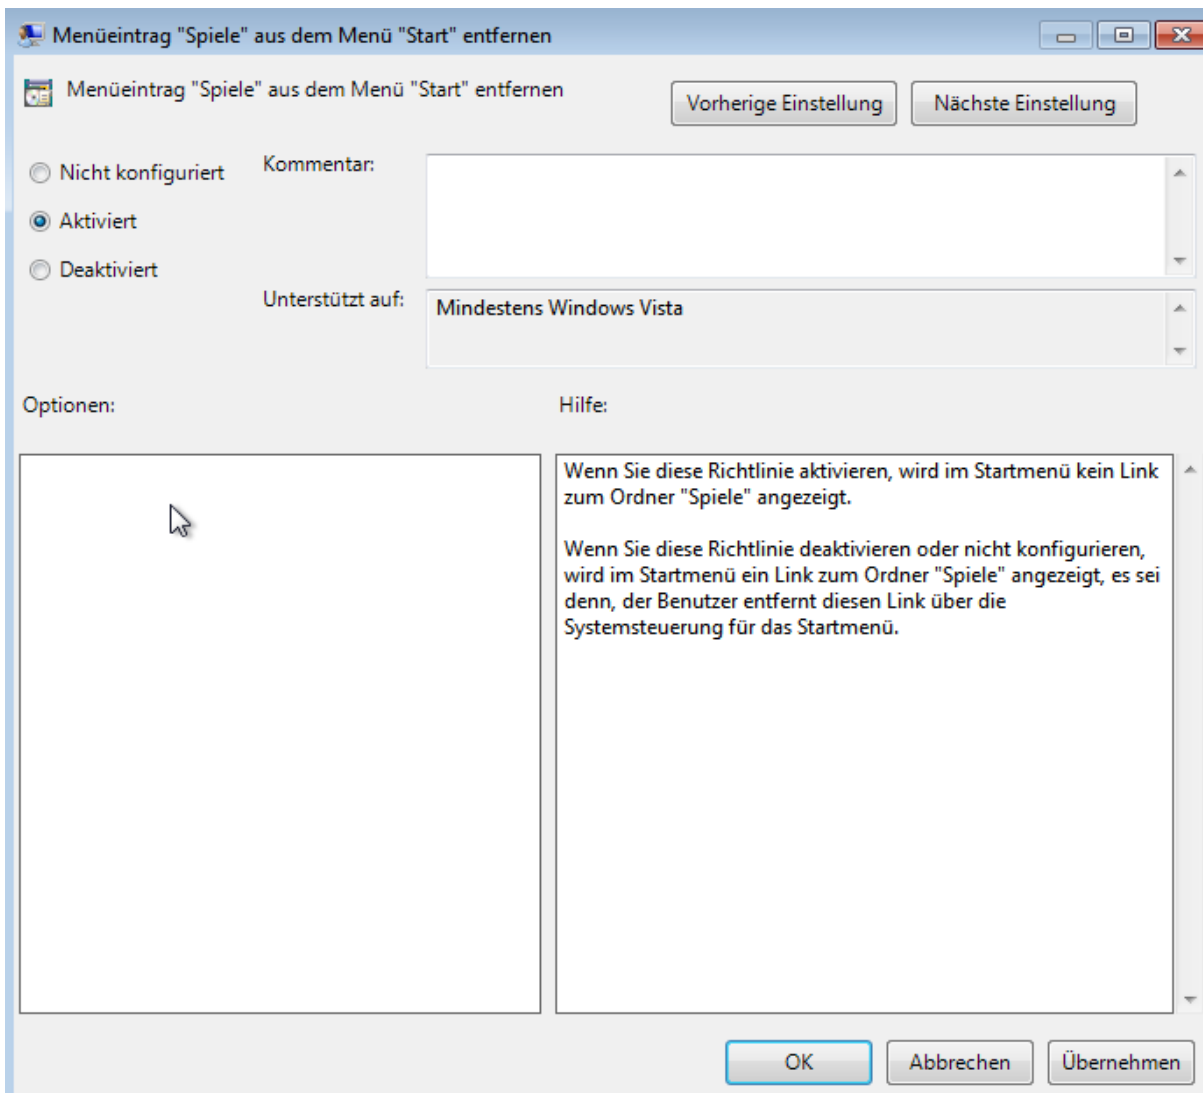 Menüeintrag "Spiele" aus dem Menü "Start" entfernen
Menüeintrag "Spiele" aus dem Menü "Start" entfernen
Vorherige Einstellung
Nächste Einstellung
Nicht konfiguriert
Kommentar:
Aktiviert
Deaktiviert
Unterstützt auf:
Mindestens Windows Vista
Optionen:
Hilfe:
Wenn Sie diese Richtlinie aktivieren, wird im Startmenü kein Link
zum Ordner "Spiele" angezeigt.
Wenn Sie diese Richtlinie deaktivieren oder nicht konfigurieren,
wird im Startmenü ein Link zum Ordner "Spiele" angezeigt, es sei
denn, der Benutzer entfernt diesen Link über die
Systemsteuerung für das Startmenü.
OK
Abbrechen
Übernehmen